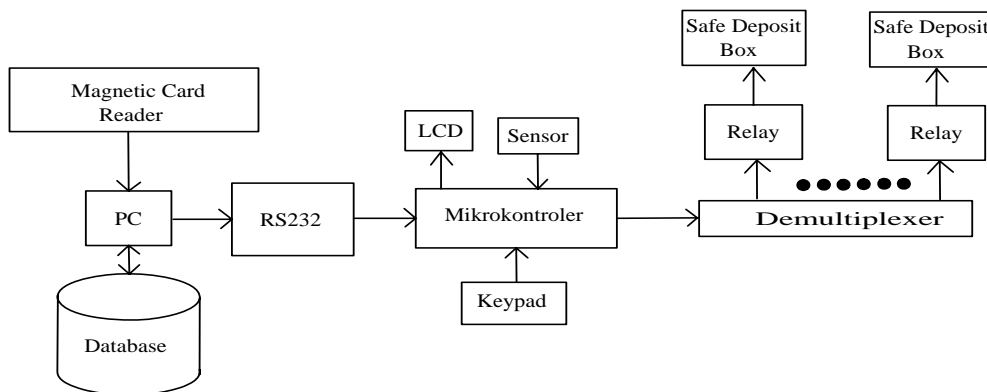 Safe Deposit
Box
Safe Deposit
Box
Magnetic Card
Reader
LCD
Sensor
Relay
Relay
PC
RS232
Mikrokontroler
Demultiplexer
Keypad
Database